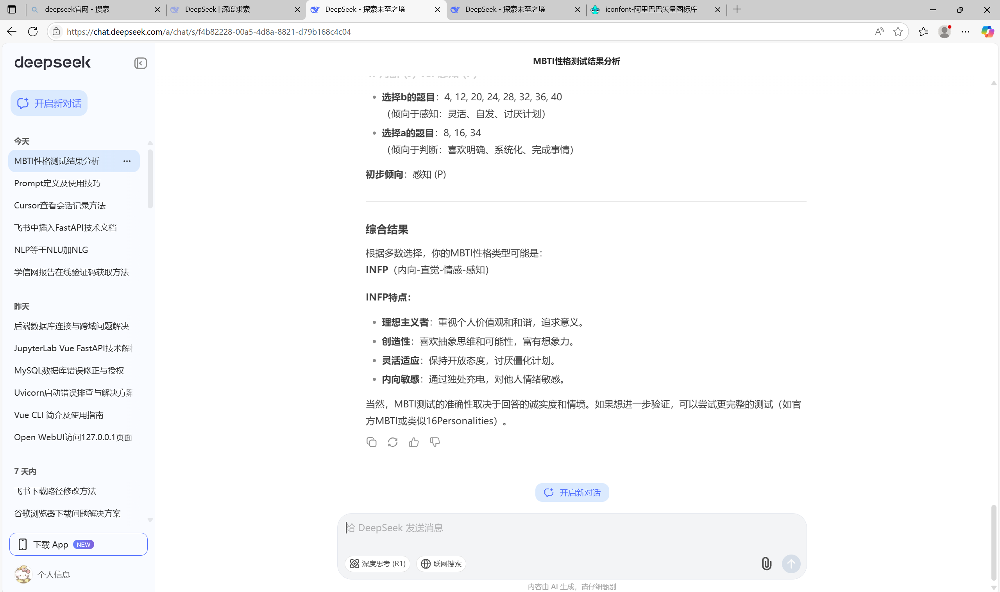 deepseek官网 - 搜索
DeepSeek | 深度求索
DeepSeek - 探索未至之境
DeepSeek - 探索未至之境
iconfont-阿里巴巴矢量图标库
https://chat.deepseek.com/a/chat/s/f4b82228-00a5-4d8a-8821-d79b168c4c04
deepseek
开启新对话
今天
MBTI性格测试结果分析
Prompt定义及使用技巧
Cursor查看会话记录方法
飞书中插入FastAPI技术文档
NLP等于NLU加NLG
学信网报告在线验证码获取方法
昨天
后端数据库连接与跨域问题解决
JupyterLab Vue FastAPI技术解
MySQL数据库错误修正与授权
Uvicorn启动错误排查与解决方案
Vue CLI 简介及使用指南
Open WebUI访问127.0.0.1页面
7 天内
飞书下载路径修改方法
谷歌浏览器下载问题解决方案
下载 App NEW
个人信息
MBTI性格测试结果分析
选择b的题目：4, 12, 20, 24, 28, 32, 36, 40
（倾向于感知：灵活、自发、讨厌计划）
选择a的题目：8, 16, 34
（倾向于判断：喜欢明确、系统化、完成事情）
初步倾向：感知 (P)
综合结果
根据多数选择，你的MBTI性格类型可能是：
INFP（内向-直觉-情感-感知）
INFP特点：
理想主义者：重视个人价值观和和谐，追求意义。
创造性：喜欢抽象思维和可能性，富有想象力。
灵活适应：保持开放态度，讨厌僵化计划。
内向敏感：通过独处充电，对他人情绪敏感。
当然，MBTI测试的准确性取决于回答的诚实度和情境。如果想进一步验证，可以尝试更完整的测试（如官
方MBTI或类似16Personalities）。
开启新对话
给 DeepSeek 发送消息
深度思考 (R1)
联网搜索
内容由 AI 生成，请仔细甄别